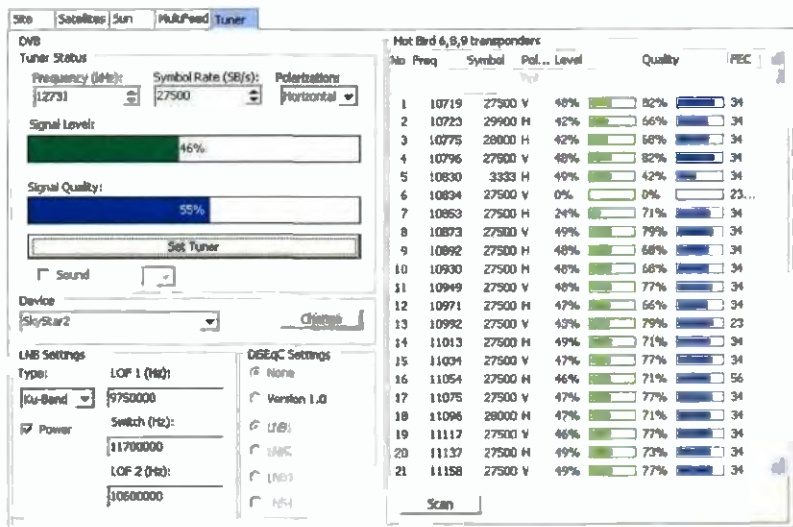 Site Satellites Sun MultiFeed Tuner
DVB
Tuner Status
Frequency (kHz): Symbol Rate (SB/s): Polarization:
12731 27500 Horizontal
Signal Level:
46%
Signal Quality:
55%
Set Tuner
Sound
Device
SkyStar2 Change
LNB Settings
Type: LOF 1 (Hz):
Ku-Band 9750000
Power Switch (Hz):
11700000
LOF 2 (Hz):
10600000
DiSEqC Settings
None
Version 1.0
Hot Bird 6,8,9 transponders
No Freq Symbol Pol... Level Quality FEC
1 10719 27500 V 48% 82% 34
2 10723 29900 H 42% 66% 34
3 10775 28000 H 42% 68% 34
4 10796 27500 V 48% 82% 34
5 10830 3333 H 49% 42% 34
6 10834 27500 V 0% 0% 23...
7 10853 27500 H 24% 71% 34
8 10873 27500 V 49% 79% 34
9 10892 27500 H 48% 68% 34
10 10930 27500 H 48% 68% 34
11 10949 27500 V 48% 77% 34
12 10971 27500 H 47% 66% 34
13 10992 27500 V 43% 79% 23
14 11013 27500 H 49% 71% 34
15 11034 27500 V 47% 77% 34
16 11054 27500 H 46% 71% 56
17 11075 27500 V 47% 77% 34
18 11096 28000 H 47% 71% 34
19 11117 27500 V 46% 77% 34
20 11137 27500 H 49% 73% 34
21 11158 27500 V 49% 77% 34
Scan